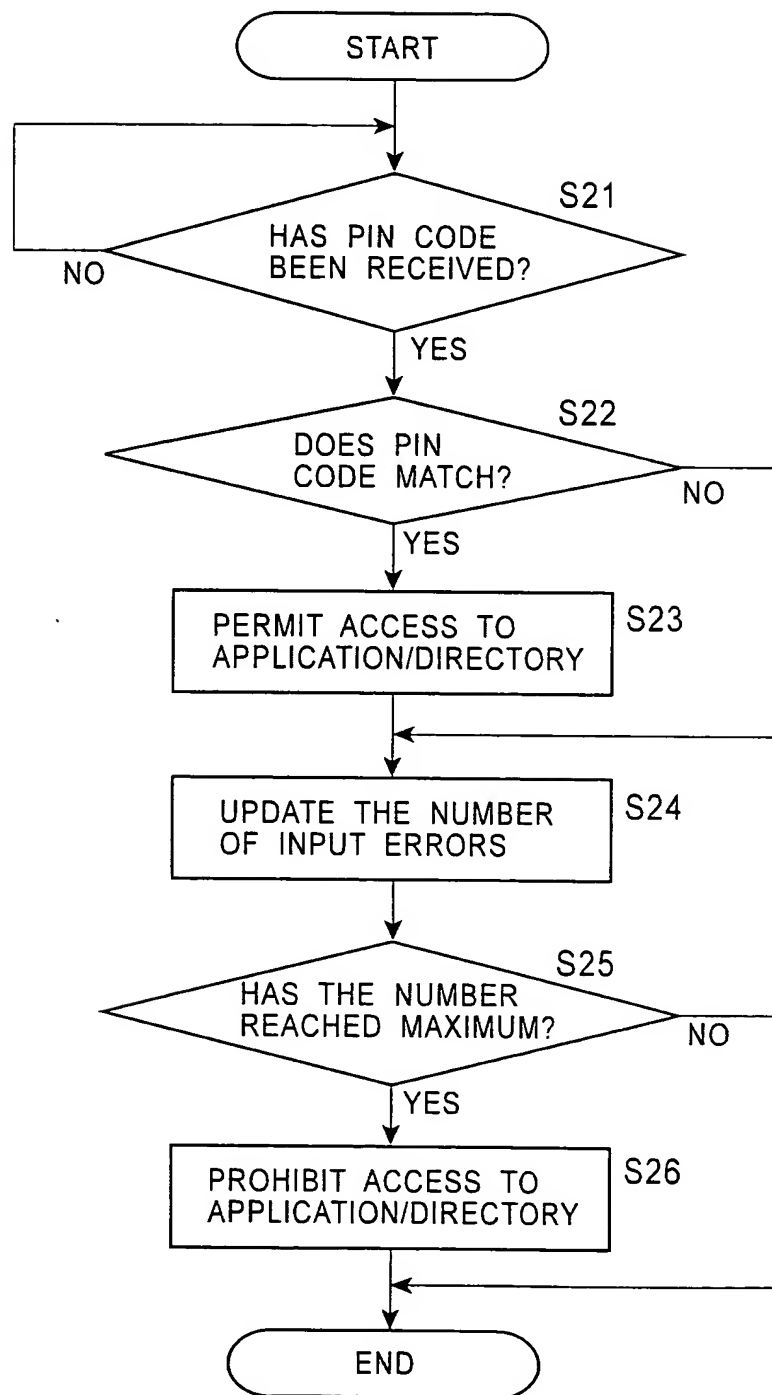 START
S21
HAS PIN CODE
BEEN RECEIVED?
NO
YES
S22
DOES PIN
CODE MATCH?
NO
YES
PERMIT ACCESS TO
APPLICATION/DIRECTORY
S23
UPDATE THE NUMBER
OF INPUT ERRORS
S24
S25
HAS THE NUMBER
REACHED MAXIMUM?
NO
YES
PROHIBIT ACCESS TO
APPLICATION/DIRECTORY
S26
END